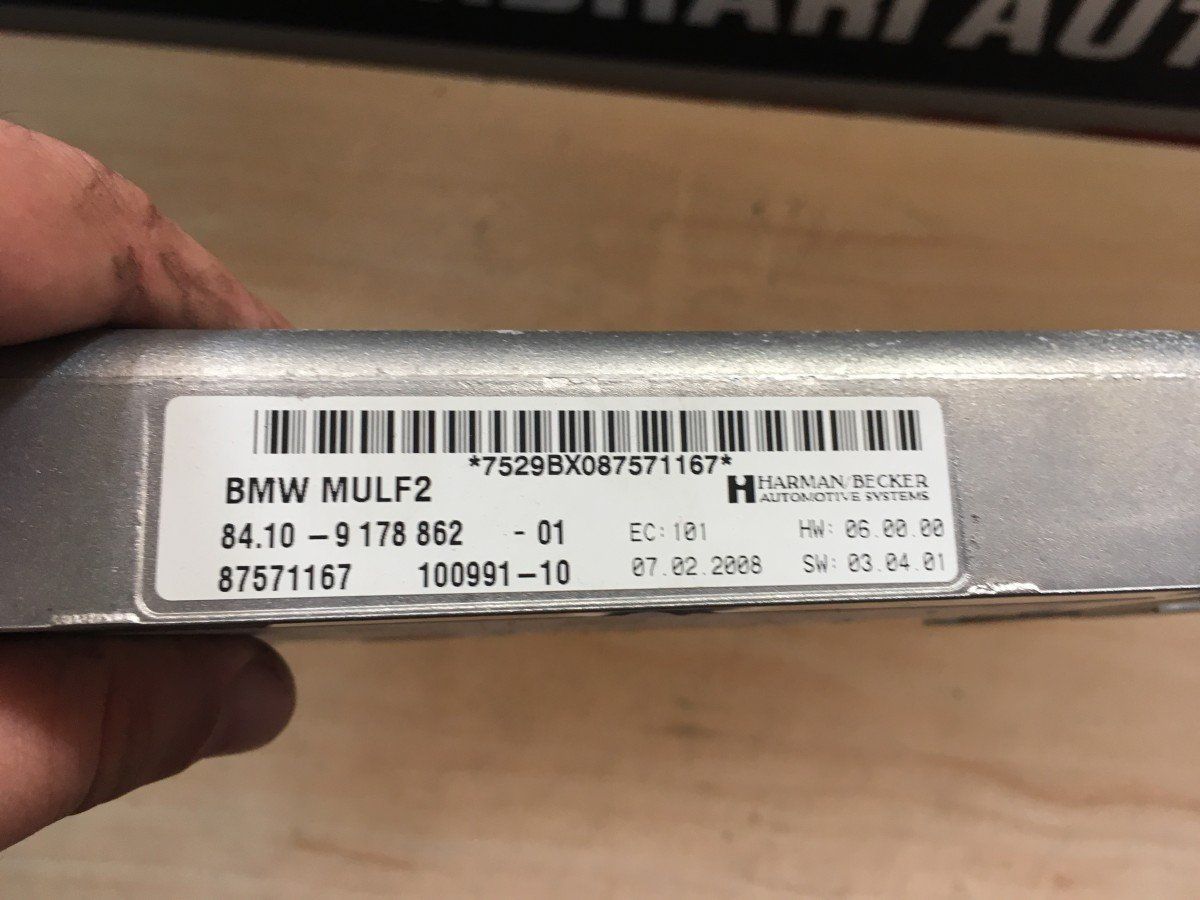 *7529BX087571167*
BMW MULF2
HARMAN/BECKER
AUTOMOTIVE SYSTEMS
84.10 – 9 178 862 - 01
EC: 101
HW: 06.00.00
87571167 100991–10
07.02.2008
SW: 03.04.01